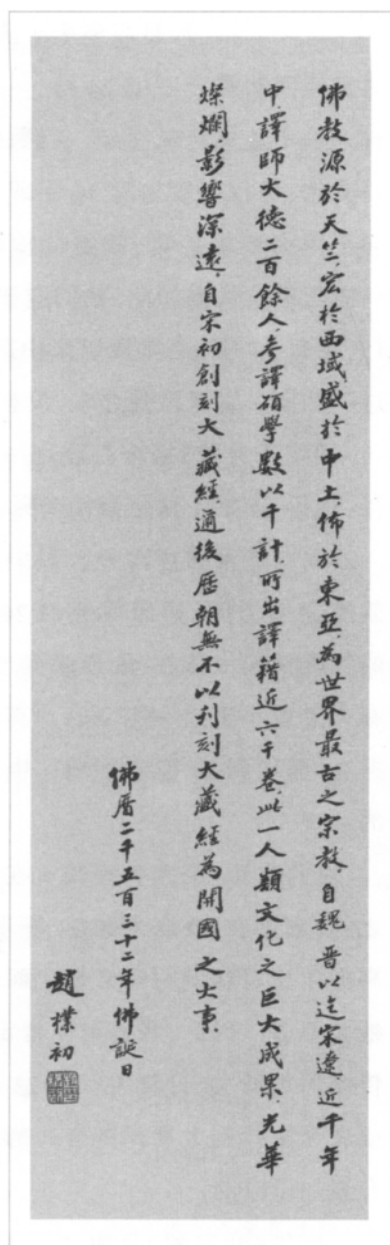 佛教源於天竺，宏於西域，盛於中土，佈於東亞，為世界最古之宗教。自魏晉以迄宋遼，近千年
中，譯師大德二百餘人，參譯碩學數以千計，所出譯籍近六千卷，此一人類文化之巨大成果，光華
燦爛，影響深遠。自宋初創刻大藏經，迺後歷朝無不以刊刻大藏經為開國之大事。
佛曆二千五百三十二年佛誕日
趙樸初